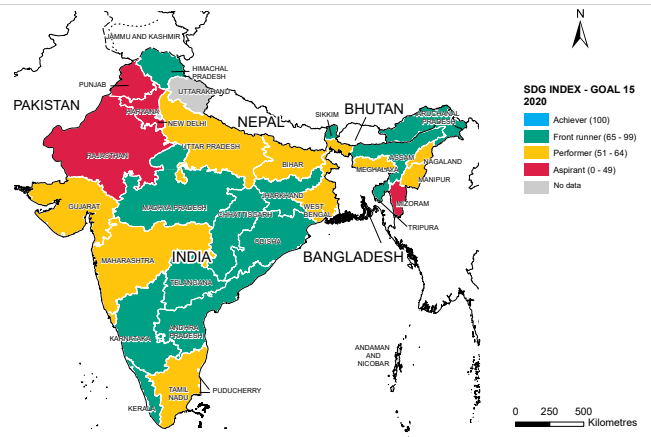 N
JAMMU AND KASHMIR
HIMACHAL
PRADESH
PUNJAB
UTTARAKHAND
PAKISTAN
HARYANA
NEW DELHI
NEPAL
SIKKIM
BHUTAN
ARUCHANAL
PRADESH
RAJASTHAN
UTTAR PRADESH
BIHAR
ASSAM
NAGALAND
MEGHALAYA
MANIPUR
GUJARAT
MADHYA PRADESH
JHARKHAND
CHHATTISGARH
WEST
BENGAL
MIZORAM
TRIPURA
ODISHA
MAHARASHTRA
INDIA
BANGLADESH
TELANGANA
KARNATAKA
ANDHRA
PRADESH
ANDAMAN
AND
NICOBAR
TAMIL
NADU
PUDUCHERRY
KERALA
SDG INDEX - GOAL 15
2020
Achiever (100)
Front runner (65 - 99)
Performer (51 - 64)
Aspirant (0 - 49)
No data
0 250 500
Kilometres